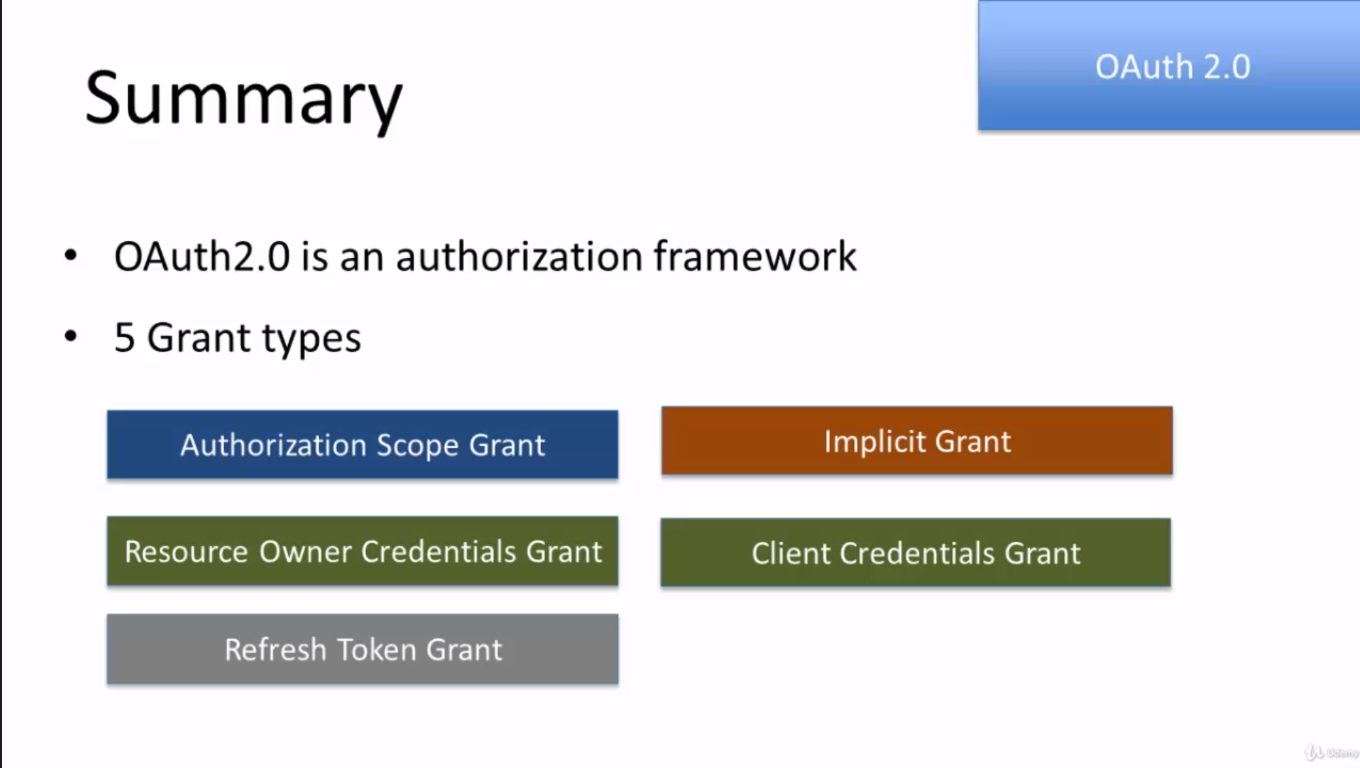 Summary
OAuth 2.0
• OAuth2.0 is an authorization framework
• 5 Grant types
Authorization Scope Grant
Implicit Grant
Resource Owner Credentials Grant
Client Credentials Grant
Refresh Token Grant
Udemy